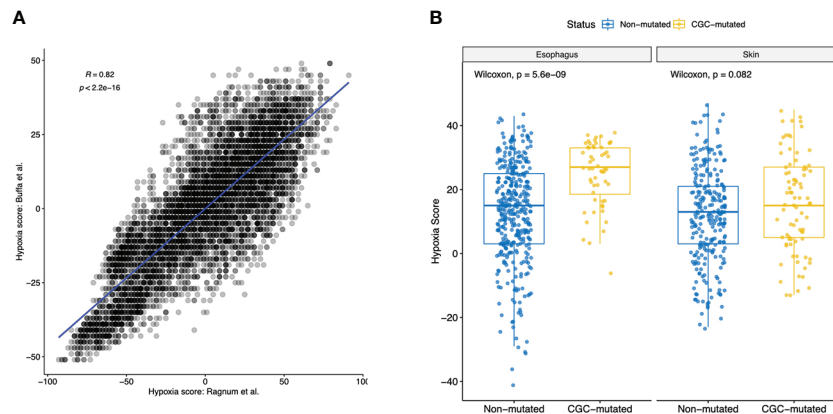 A
B
Status Non-mutated CGC-mutated
Esophagus Skin
R = 0.82
p < 2.2e−16
Wilcoxon, p = 5.6e−09 Wilcoxon, p = 0.082
Hypoxia score: Buffa et al.
50
25
0
−25
−50
−100 −50 0 50 100
Hypoxia score: Ragnum et al.
Hypoxia Score
40
20
0
−20
−40
Non-mutated CGC-mutated Non-mutated CGC-mutated